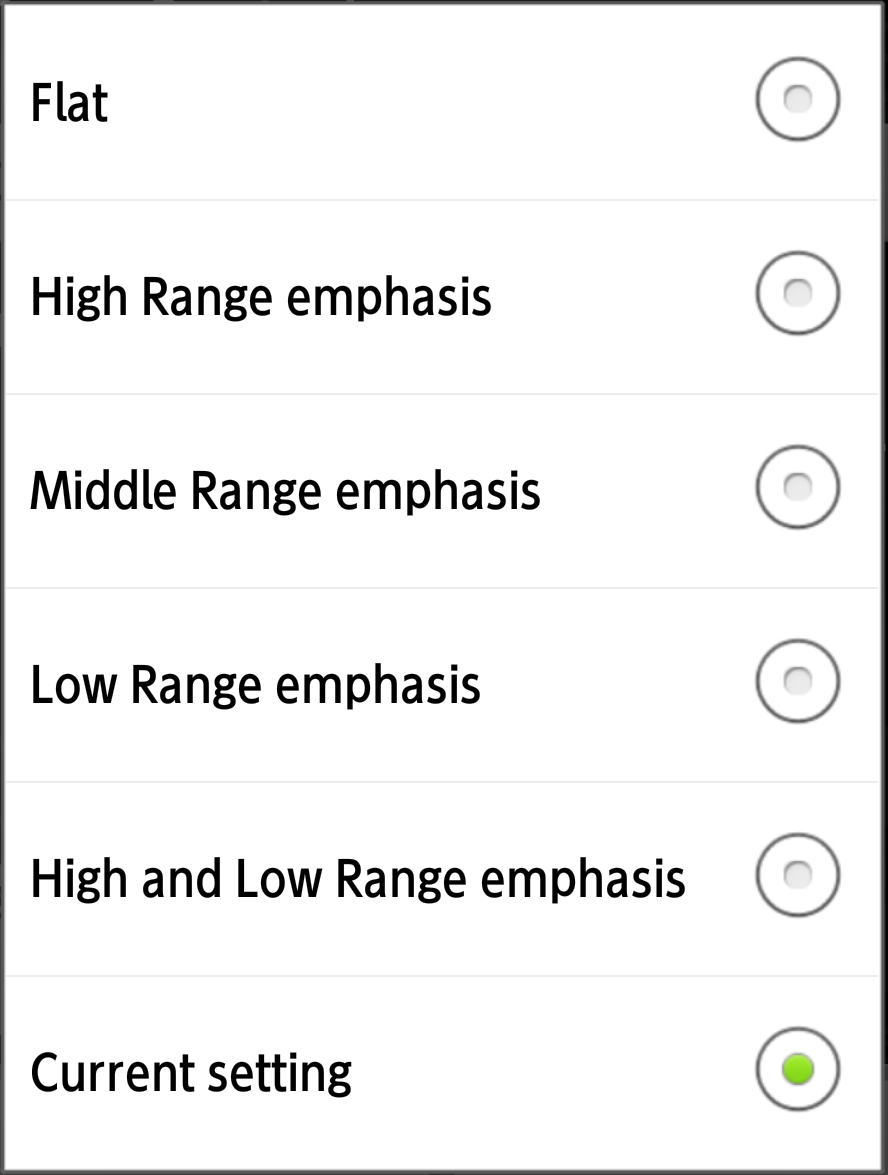 Flat
High Range emphasis
Middle Range emphasis
Low Range emphasis
High and Low Range emphasis
Current setting